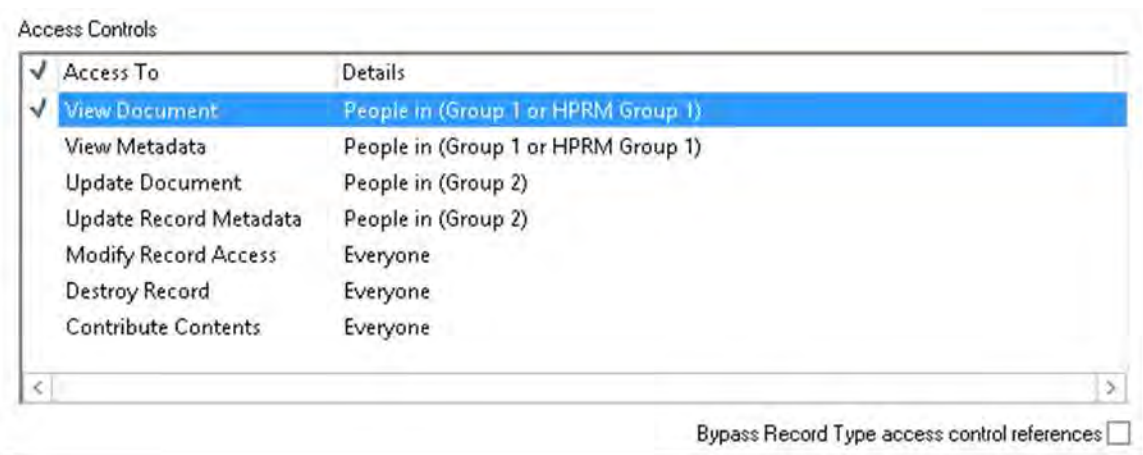 Access Controls
✓ Access To Details
✓ View Document People in (Group 1 or HPRM Group 1)
View Metadata People in (Group 1 or HPRM Group 1)
Update Document People in (Group 2)
Update Record Metadata People in (Group 2)
Modify Record Access Everyone
Destroy Record Everyone
Contribute Contents Everyone
Bypass Record Type access control references